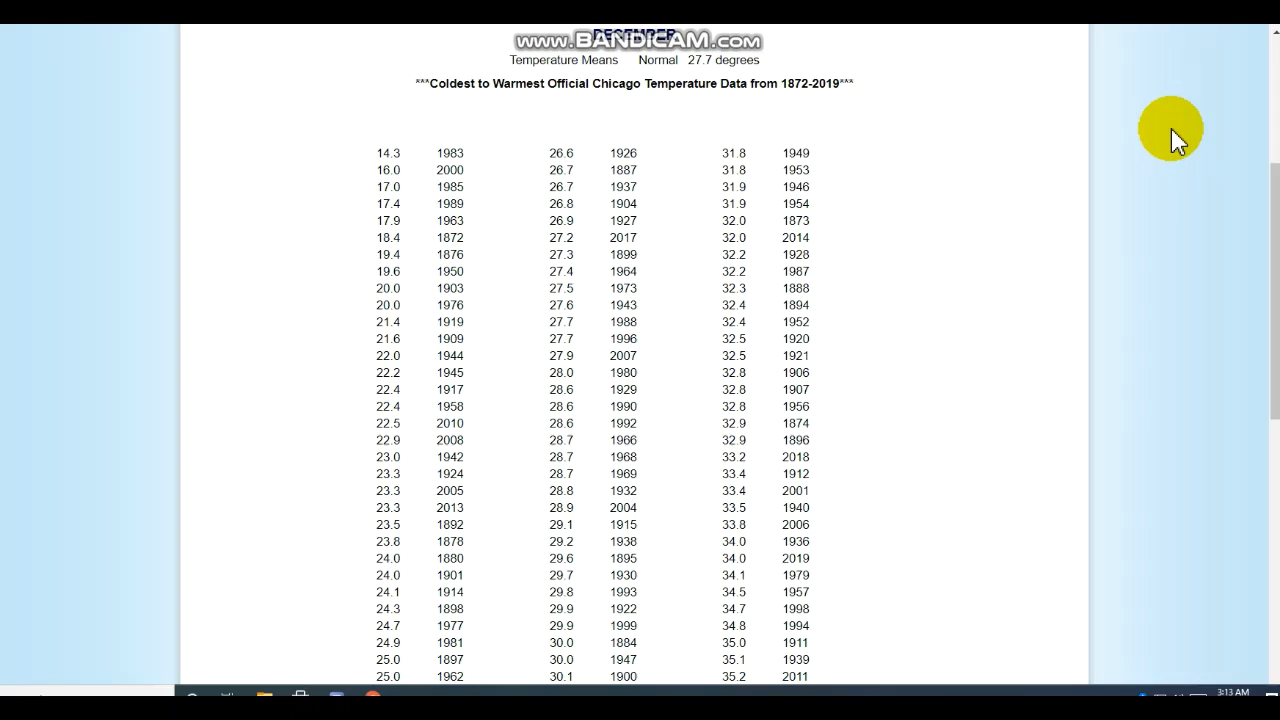 DECEMBER
www.BANDICAM.com
Temperature Means Normal 27.7 degrees
***Coldest to Warmest Official Chicago Temperature Data from 1872-2019***
14.3 1983 26.6 1926 31.8 1949
16.0 2000 26.7 1887 31.8 1953
17.0 1985 26.7 1937 31.9 1946
17.4 1989 26.8 1904 31.9 1954
17.9 1963 26.9 1927 32.0 1873
18.4 1872 27.2 2017 32.0 2014
19.4 1876 27.3 1899 32.2 1928
19.6 1950 27.4 1964 32.2 1987
20.0 1903 27.5 1973 32.3 1888
20.0 1976 27.6 1943 32.4 1894
21.4 1919 27.7 1988 32.4 1952
21.6 1909 27.7 1996 32.5 1920
22.0 1944 27.9 2007 32.5 1921
22.2 1945 28.0 1980 32.8 1906
22.4 1917 28.6 1929 32.8 1907
22.4 1958 28.6 1990 32.8 1956
22.5 2010 28.6 1992 32.9 1874
22.9 2008 28.7 1966 32.9 1896
23.0 1942 28.7 1968 33.2 2018
23.3 1924 28.7 1969 33.4 1912
23.3 2005 28.8 1932 33.4 2001
23.3 2013 28.9 2004 33.5 1940
23.5 1892 29.1 1915 33.8 2006
23.8 1878 29.2 1938 34.0 1936
24.0 1880 29.6 1895 34.0 2019
24.0 1901 29.7 1930 34.1 1979
24.1 1914 29.8 1993 34.5 1957
24.3 1898 29.9 1922 34.7 1998
24.7 1977 29.9 1999 34.8 1994
24.9 1981 30.0 1884 35.0 1911
25.0 1897 30.0 1947 35.1 1939
25.0 1962 30.1 1900 35.2 2011
3:13 AM